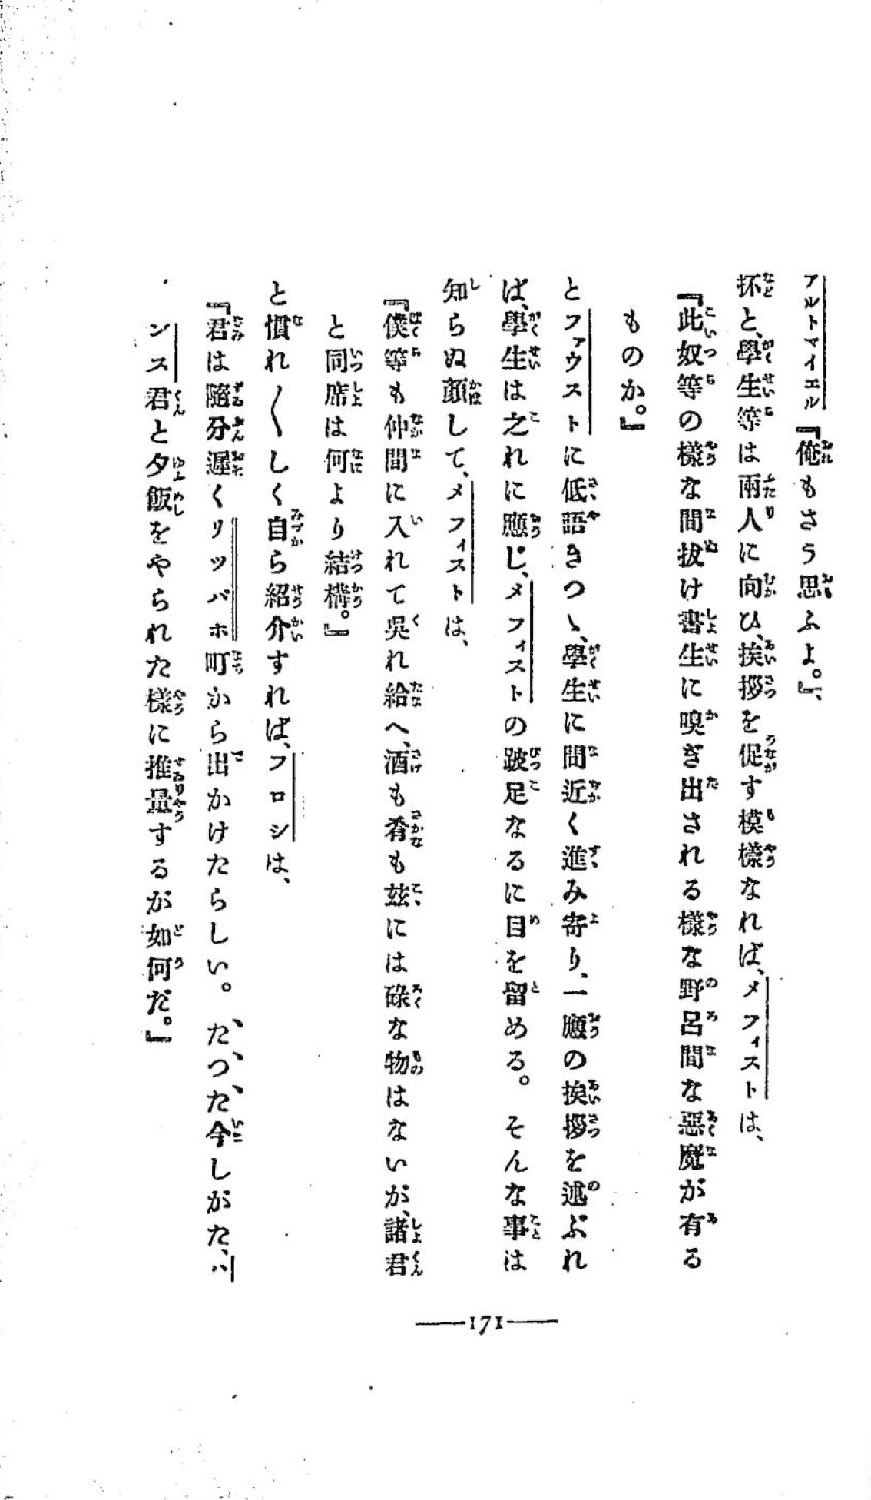 アルトマイエル『俺もさう思ふよ。』、
抔と、學生等は兩人に向ひ、挨拶を促す模樣なれば、メフィストは、
『此奴等の樣な間拔け書生に嗅ぎ出される樣な野呂間な惡魔が有る
ものか。』
とファウストに低語きつゝ、學生に間近く進み寄り、一應の挨拶を述ぶれ
ば、學生は之れに應じ、メフィストの跛足なるに目を留める。そんな事は
知らぬ顏して、メフィストは、
『僕等も仲間に入れて吳れ給へ、酒も肴も玆には碌な物はないが、諸君
と同席は何より結構。』
と慣れ〱しく自ら紹介すれば、フロシは、
『君は隨分遲くリッバホ町から出かけたらしい。たつた今しがた、ハ
ンス君と夕飯をやられた樣に推量するが如何だ。』
171